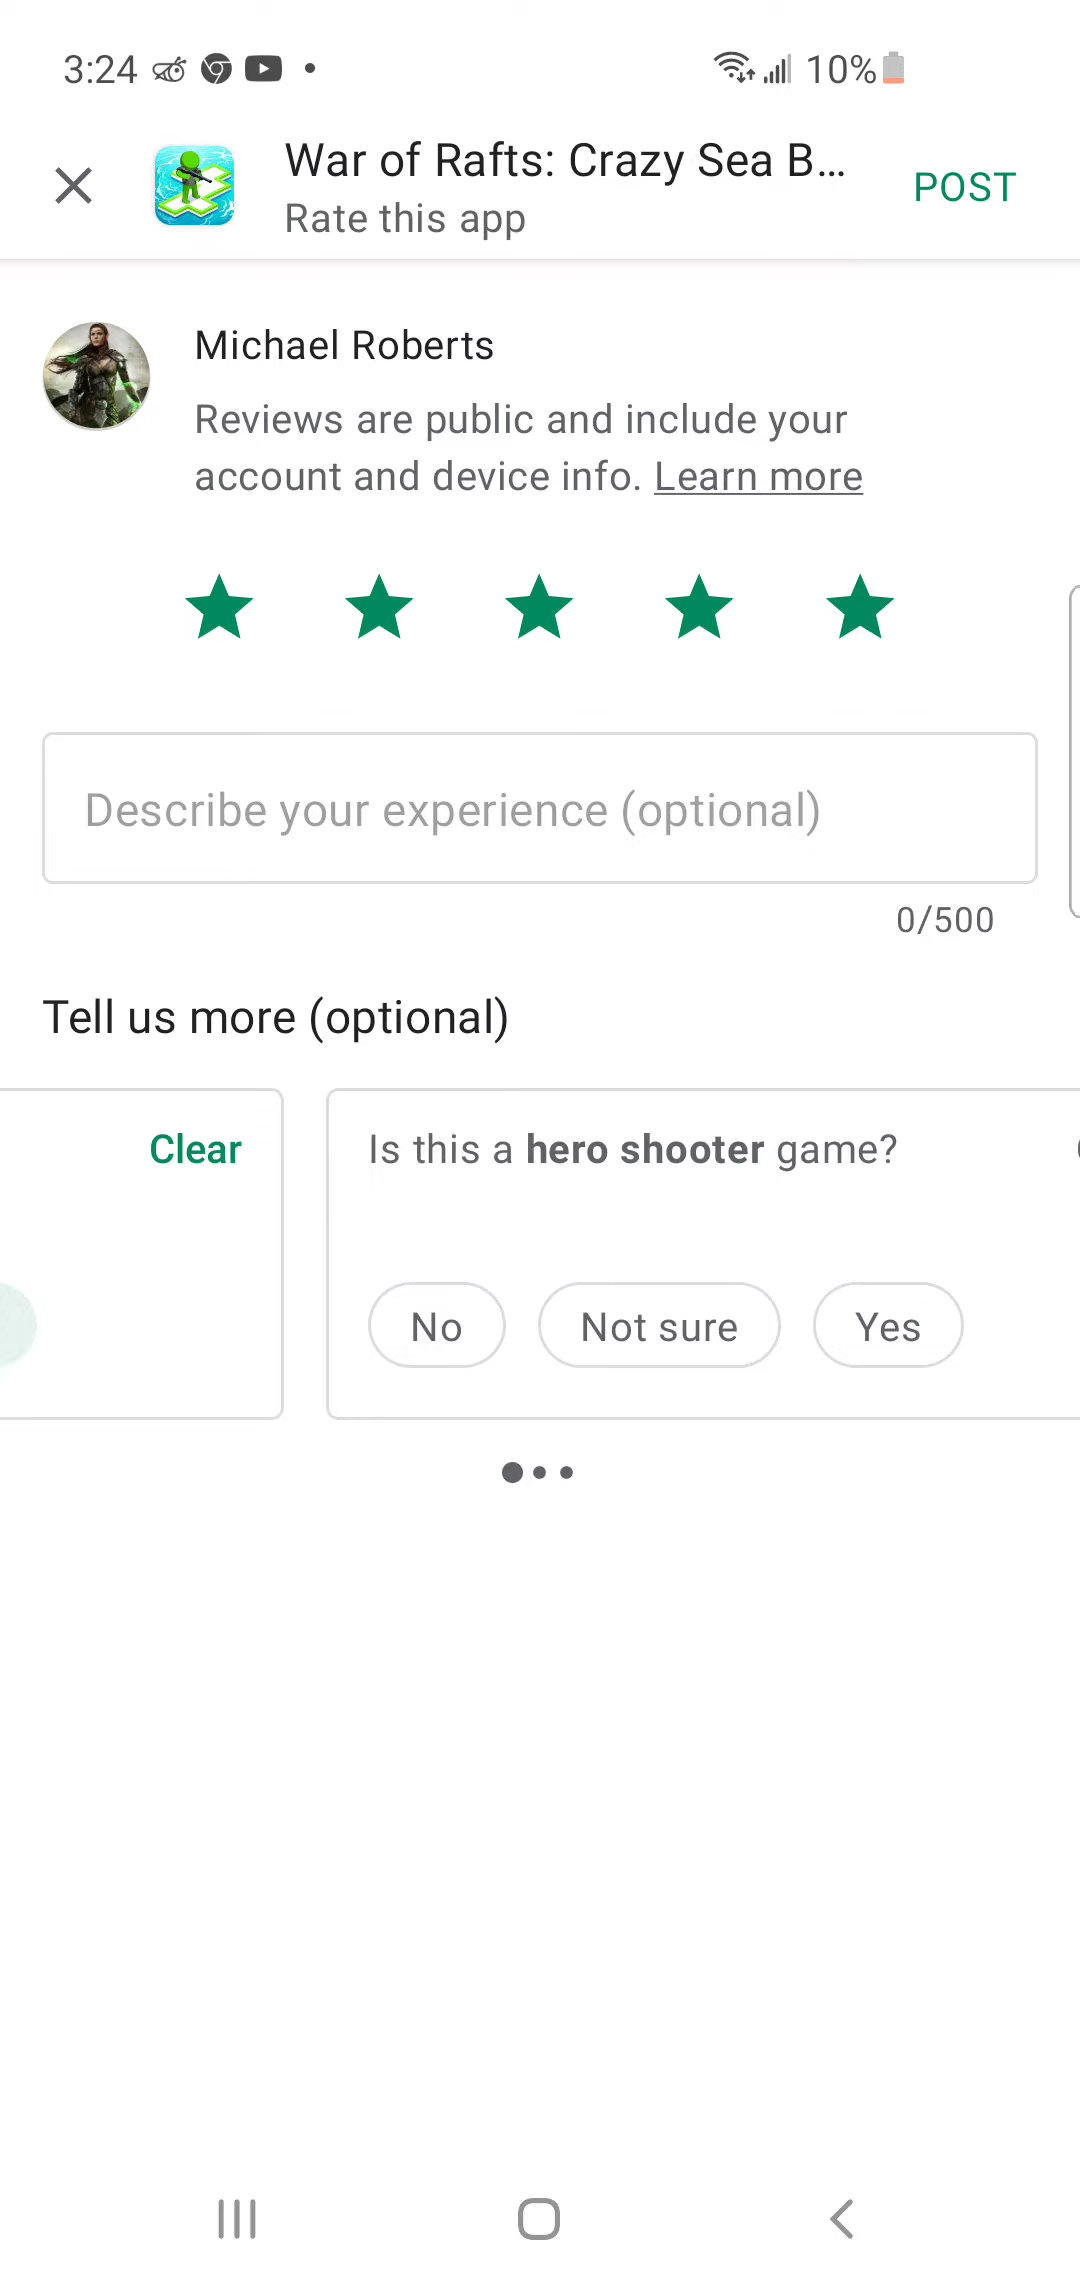 3:24
10%
War of Rafts: Crazy Sea B...
Rate this app
POST
Michael Roberts
Reviews are public and include your
account and device info. Learn more
Describe your experience (optional)
0/500
Tell us more (optional)
Clear
Is this a hero shooter game?
No
Not sure
Yes